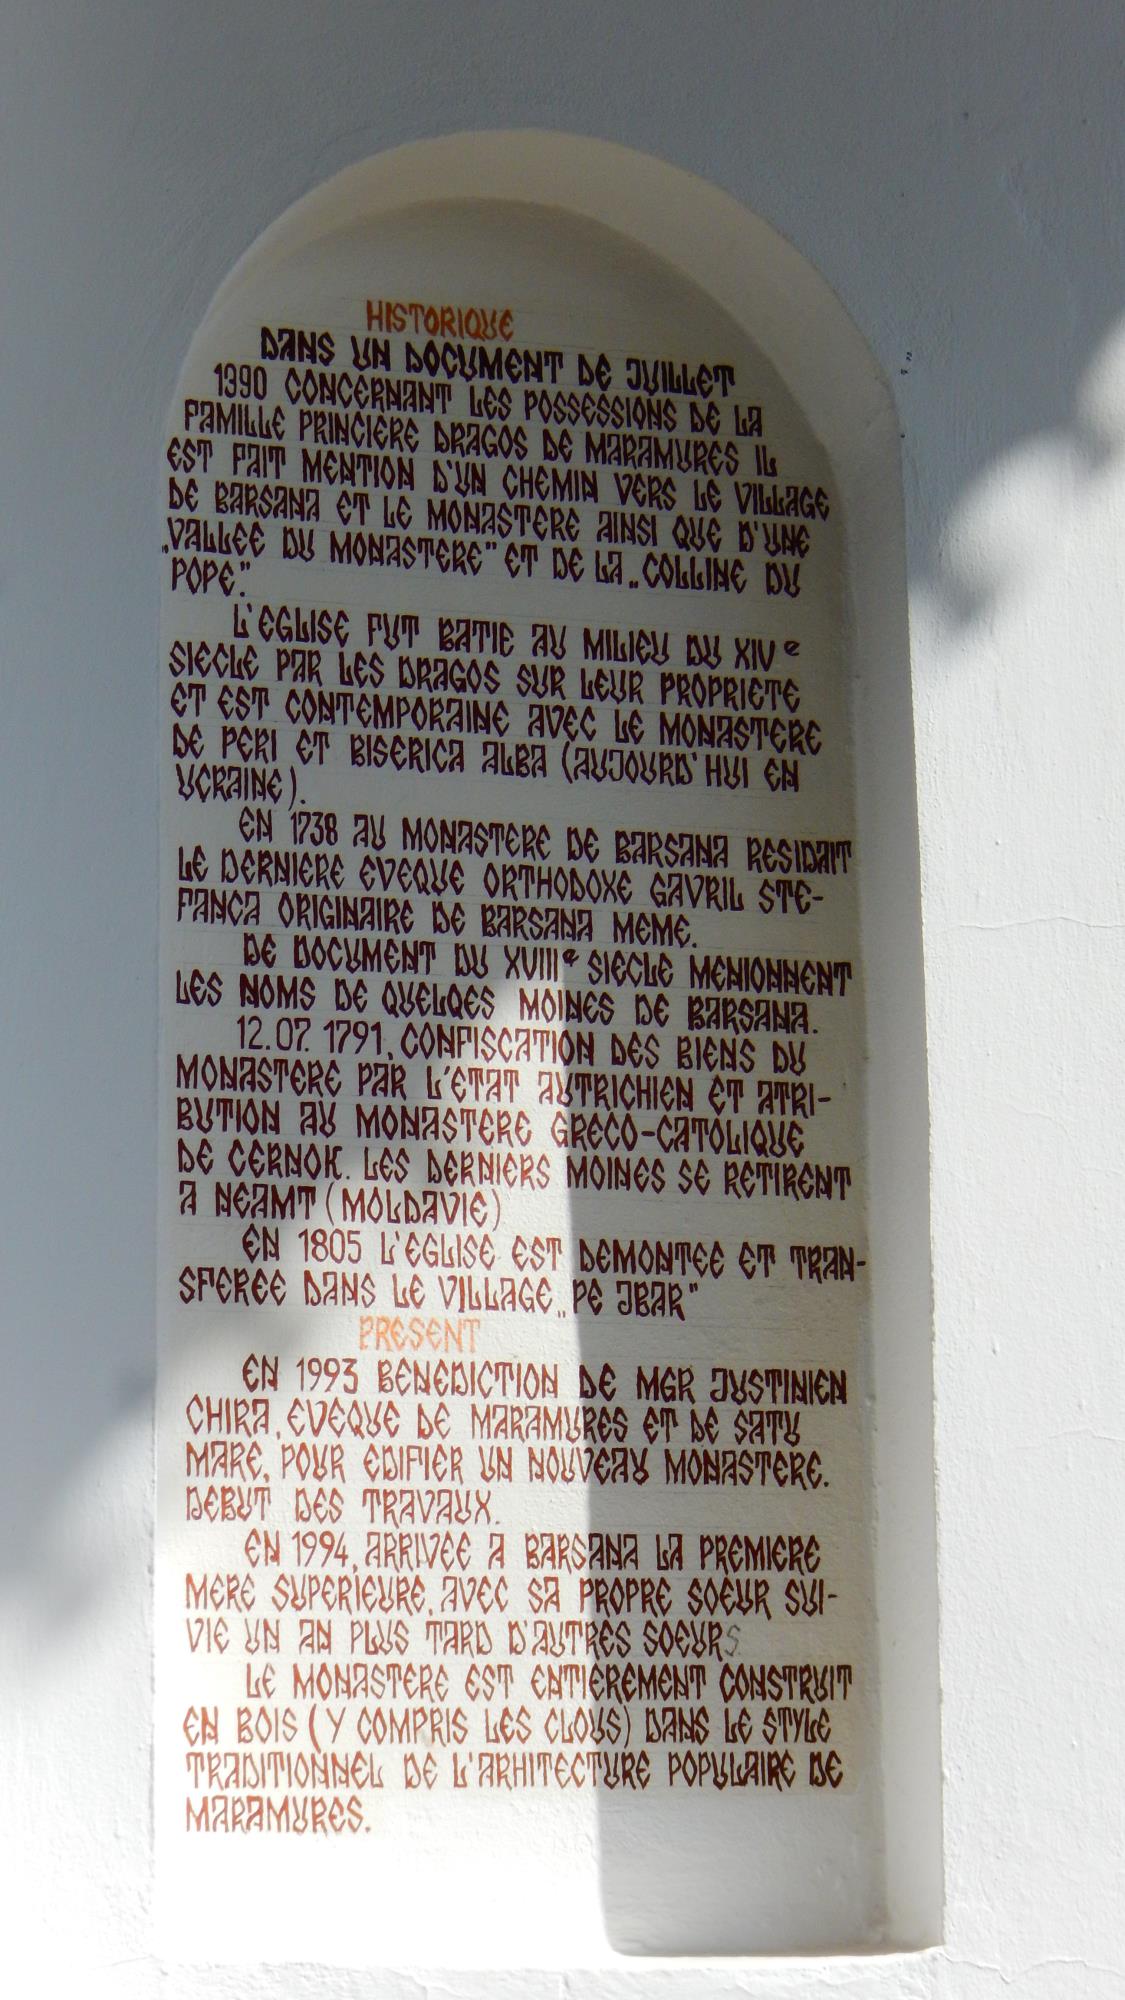 HISTORIQUE
DANS UN DOCUMENT DE JUILLET
1390 CONCERNANT LES POSSESSIONS DE LA
FAMILLE PRINCIERE DRAGOS DE MARAMURES IL
EST FAIT MENTION D'UN CHEMIN VERS LE VILLAGE
DE BARSANA ET LE MONASTERE AINSI QUE D'UNE
„VALLEE DU MONASTERE" ET DE LA „COLLINE DU
POPE."
L'EGLISE FUT BATIE AU MILIEU DU XIVe
SIECLE PAR LES DRAGOS SUR LEUR PROPRIETE
ET EST CONTEMPORAINE AVEC LE MONASTERE
DE PERI ET BISERICA ALBA (AUJOURD'HUI EN
UCRAINE).
EN 1738 AU MONASTERE DE BARSANA RESIDAIT
LE DERNIERE EVEQUE ORTHODOXE GAVRIL STE-
FANCA ORIGINAIRE DE BARSANA MEME.
DE DOCUMENT DU XVIIIe SIECLE MENIONNENT
LES NOMS DE QUELQES MOINES DE BARSANA.
12.07. 1791, CONFISCATION DES BIENS DU
MONASTERE PAR L'ETAT AUTRICHIEN ET ATRI-
BUTION AU MONASTERE GRECO-CATOLIQUE
DE CERNOK. LES DERNIERS MOINES SE RETIRENT
A NEAMT (MOLDAVIE)
EN 1805 L'EGLISE EST DEMONTEE ET TRAN-
SFEREE DANS LE VILLAGE „PE JBAR"
PRESENT
EN 1993 BENEDICTION DE MGR JUSTINIEN
CHIRA, EVEQUE DE MARAMURES ET DE SATU
MARE, POUR EDIFIER UN NOUVEAU MONASTERE.
DEBUT DES TRAVAUX.
EN 1994, ARRIVEE A BARSANA LA PREMIERE
MERE SUPERIEURE, AVEC SA PROPRE SOEUR SUI-
VIE UN AN PLUS TARD D'AUTRES SOEURS
LE MONASTERE EST ENTIEREMENT CONSTRUIT
EN BOIS (Y COMPRIS LES CLOUS) DANS LE STYLE
TRADITIONNEL DE L'ARHITECTURE POPULAIRE DE
MARAMURES.